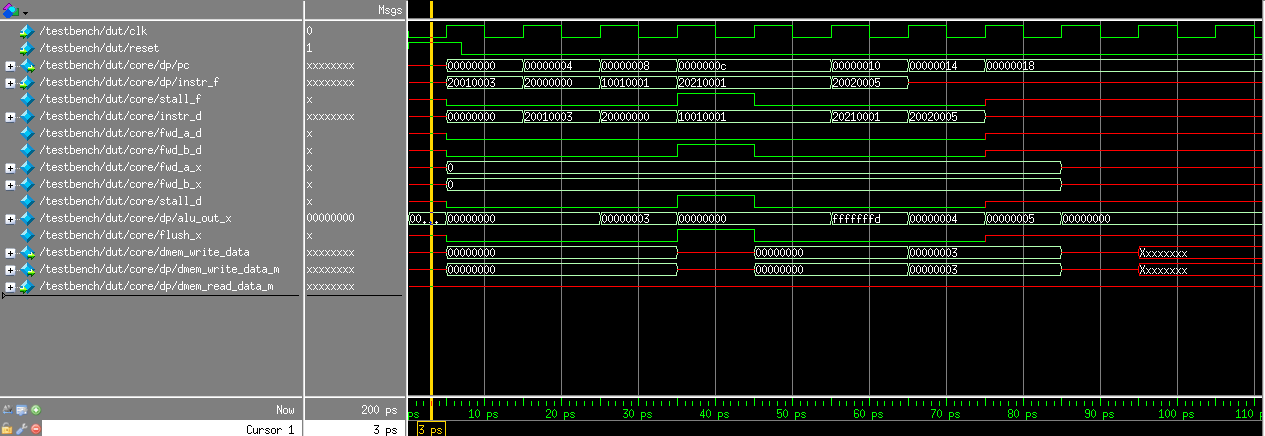 Msgs
/testbench/dut/clk 0
/testbench/dut/reset 1
/testbench/dut/core/dp/pc xxxxxxxx 00000000 00000004 00000008 0000000c 00000010 00000014 00000018
/testbench/dut/core/dp/instr_f xxxxxxxx 20010003 20000000 10010001 20210001 20020005
/testbench/dut/core/stall_f x
/testbench/dut/core/instr_d xxxxxxxx 00000000 20010003 20000000 10010001 20210001 20020005
/testbench/dut/core/fwd_a_d x
/testbench/dut/core/fwd_b_d x
/testbench/dut/core/fwd_a_x x 0
/testbench/dut/core/fwd_b_x x 0
/testbench/dut/core/stall_d x
/testbench/dut/core/dp/alu_out_x 00000000 00... 00000000 00000003 00000000 fffffffd 00000004 00000005 00000000
/testbench/dut/core/flush_x x
/testbench/dut/core/dmem_write_data xxxxxxxx 00000000 00000000 00000003 Xxxxxxxx
/testbench/dut/core/dp/dmem_write_data_m xxxxxxxx 00000000 00000000 00000003 Xxxxxxxx
/testbench/dut/core/dp/dmem_read_data_m xxxxxxxx
Now 200 ps ps 10 ps 20 ps 30 ps 40 ps 50 ps 60 ps 70 ps 80 ps 90 ps 100 ps 110
Cursor 1 3 ps 3 ps